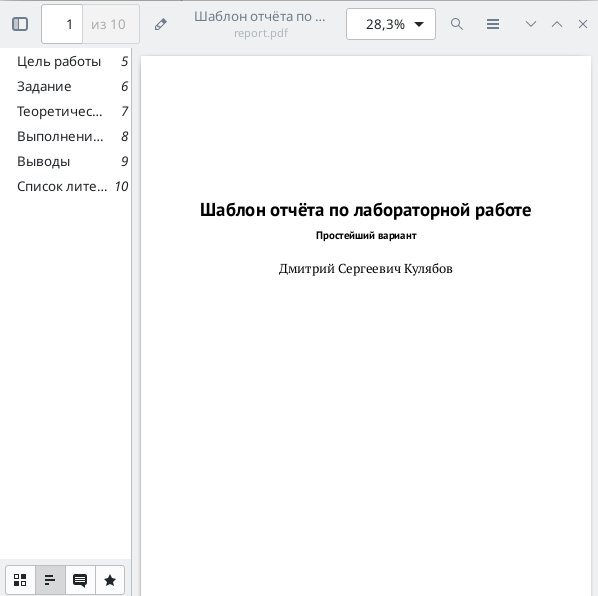 1 из 10
Шаблон отчёта по ...
report.pdf
28,3%
Цель работы 5
Задание 6
Теоретичес... 7
Выполнени... 8
Выводы 9
Список лите... 10
Шаблон отчёта по лабораторной работе
Простейший вариант
Дмитрий Сергеевич Кулябов